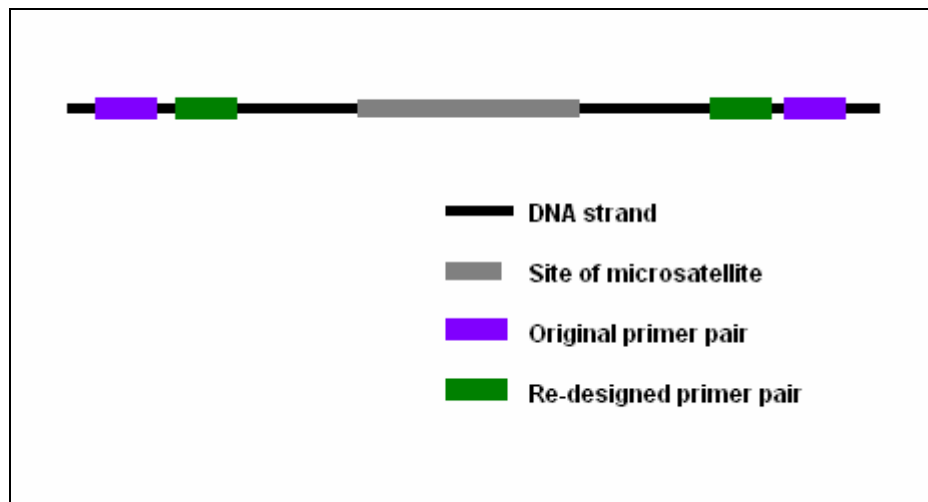 DNA strand
Site of microsatellite
Original primer pair
Re-designed primer pair